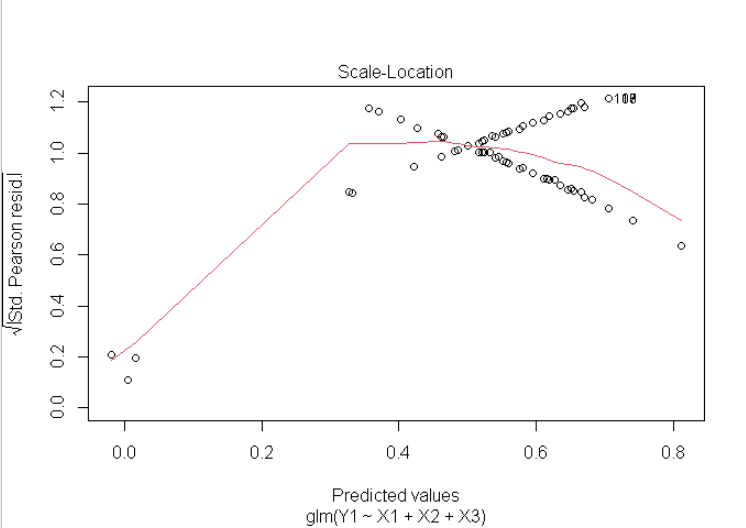 Scale-Location
√|Std. Pearson resid.|
1.2
1.0
0.8
0.6
0.4
0.2
0.0
0.0 0.2 0.4 0.6 0.8
Predicted values
glm(Y1 ~ X1 + X2 + X3)